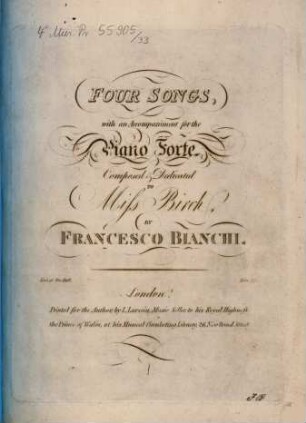 4° Mus. Pr. 55905/33
FOUR SONGS,
with an Accompaniment for the
Piano Forte,
Composed & Dedicated
TO
Miſs Birch,
BY
FRANCESCO BIANCHI.
London.
Printed for the Author, by L. Lavenu, Music Seller to his Royal Highneſs
the Prince of Wales, at his Musical Circulating Library, 26, New Bond Street